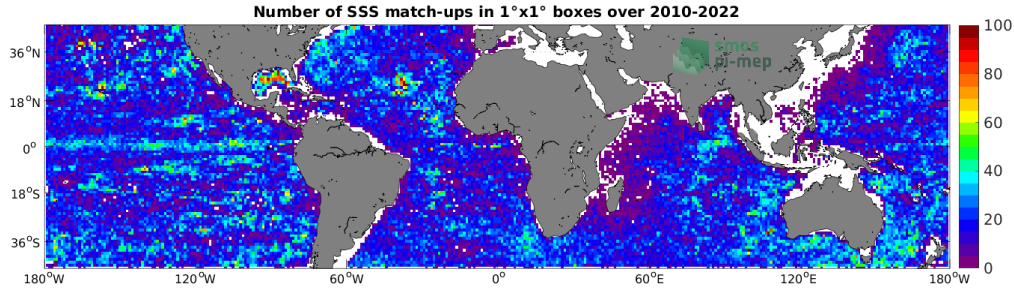 Number of SSS match-ups in 1°x1° boxes over 2010-2022
smos
pi-mep
36°N
18°N
0°
18°S
36°S
180°W
120°W
60°W
0°
60°E
120°E
180°W
100
80
60
40
20
0